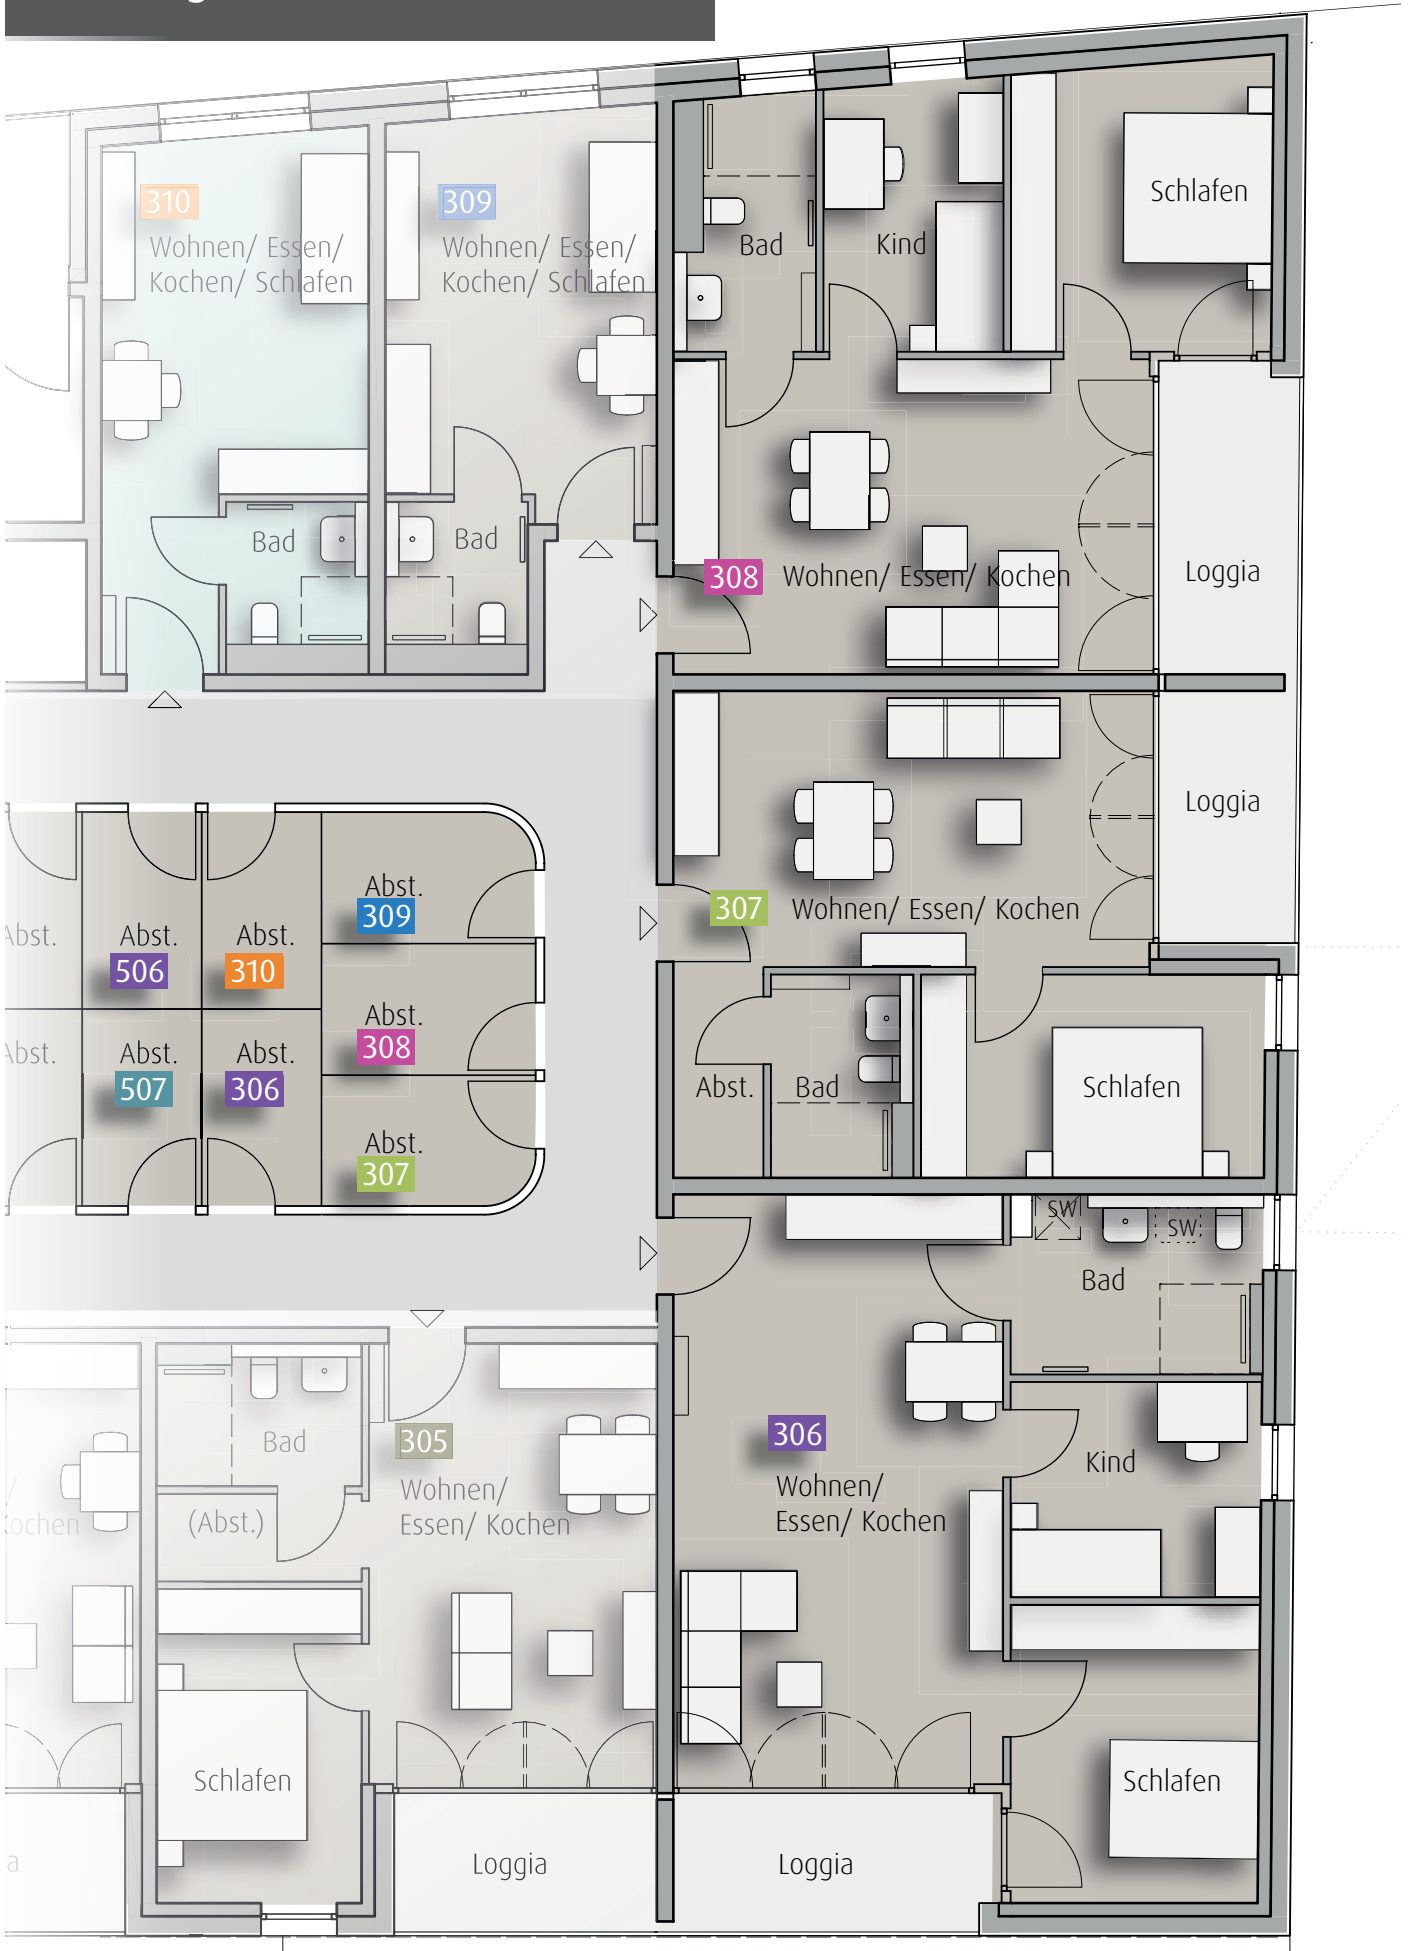 310
Wohnen/ Essen/
Kochen/ Schlafen
309
Wohnen/ Essen/
Kochen/ Schlafen
Bad
Kind
Schlafen
Bad
Bad
308 Wohnen/ Essen/ Kochen
Loggia
Loggia
307 Wohnen/ Essen/ Kochen
Abst.
309
Abst.
Abst.
506
Abst.
310
Abst.
308
Abst.
Abst.
507
Abst.
306
Abst.
307
Abst.
Bad
Schlafen
SW
SW
Bad
Bad
305
Wohnen/
Essen/ Kochen
(Abst.)
306
Wohnen/
Essen/ Kochen
Kind
Schlafen
Schlafen
Loggia
Loggia